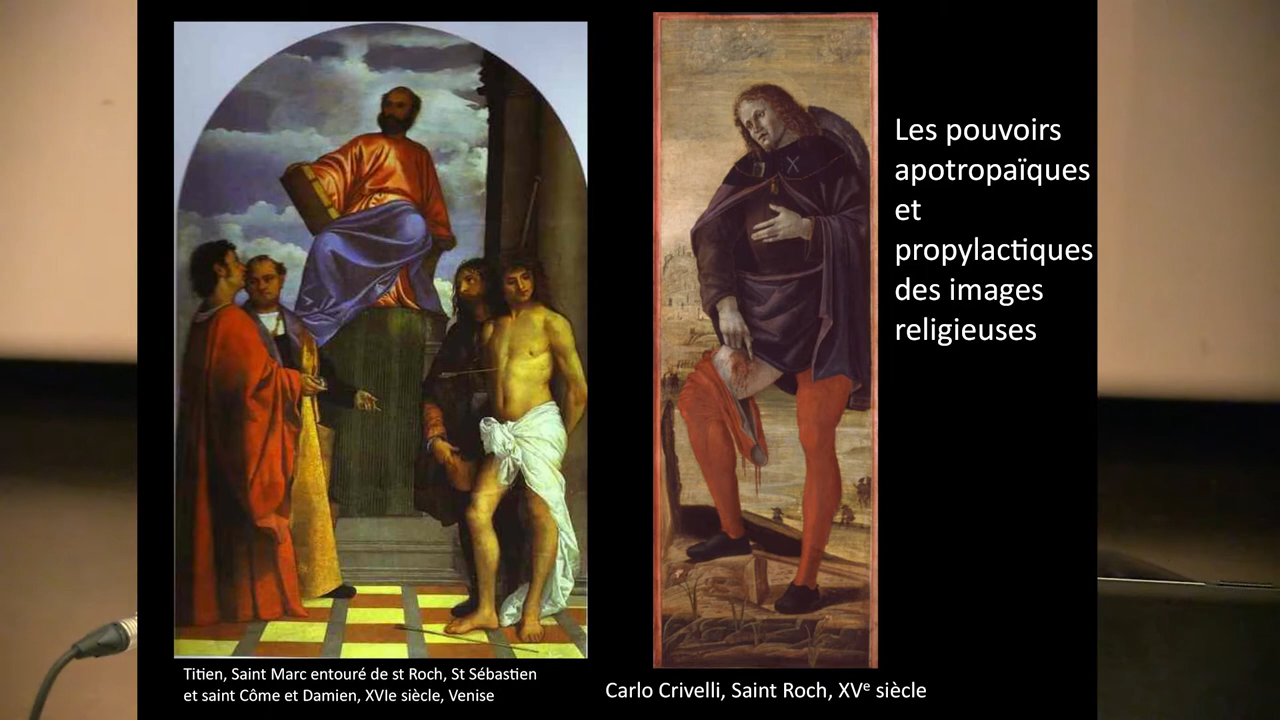 Les pouvoirs
apotropaïques
et
propylactiques
des images
religieuses
Titien, Saint Marc entouré de st Roch, St Sébastien
et saint Côme et Damien, XVIe siècle, Venise
Carlo Crivelli, Saint Roch, XVe siècle